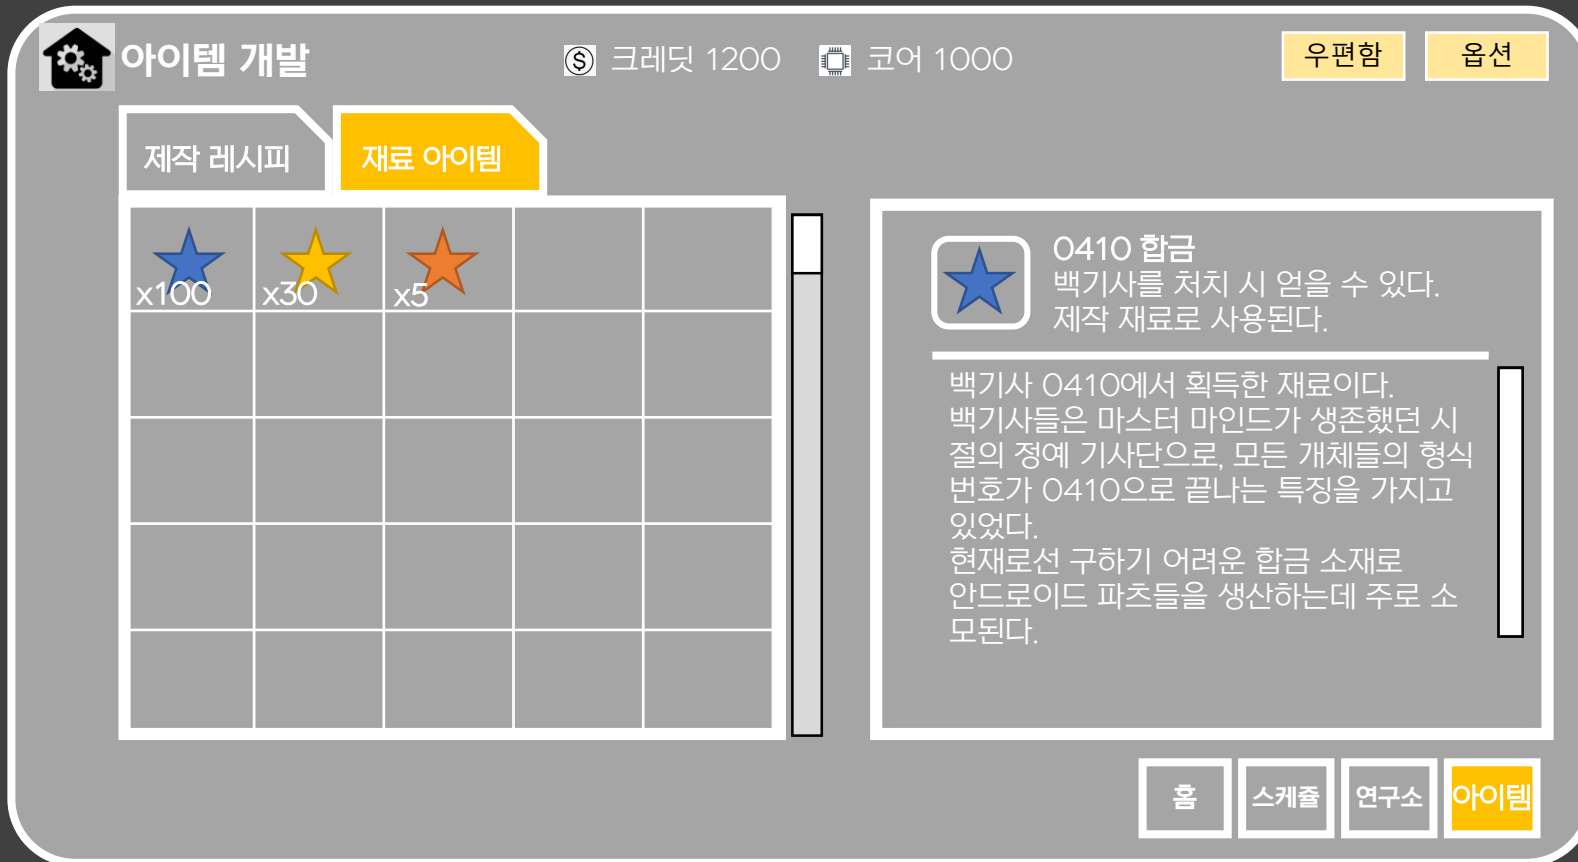 아이템 개발
크레딧 1200
코어 1000
우편함
옵션
제작 레시피
재료 아이템
x100
x30
x5
0410 합금
백기사를 처치 시 얻을 수 있다.
제작 재료로 사용된다.
백기사 0410에서 획득한 재료이다.
백기사들은 마스터 마인드가 생존했던 시
절의 정예 기사단으로, 모든 개체들의 형식
번호가 0410으로 끝나는 특징을 가지고
있었다.
현재로선 구하기 어려운 합금 소재로
안드로이드 파츠들을 생산하는데 주로 소
모된다.
홈
스케줄
연구소
아이템